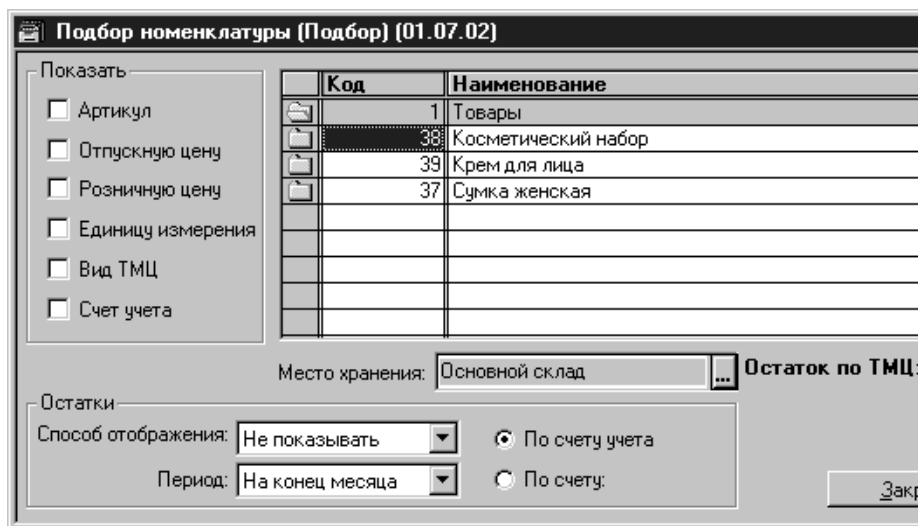 Подбор номенклатуры (Подбор) (01.07.02)
Показать
Артикул
Отпускную цену
Розничную цену
Единицу измерения
Вид ТМЦ
Счет учета
Код Наименование
1 Товары
38 Косметический набор
39 Крем для лица
37 Сумка женская
Место хранения: Основной склад ... Остаток по ТМЦ:
Остатки
Способ отображения: Не показывать По счету учета
Период: На конец месяца По счету:
Закр